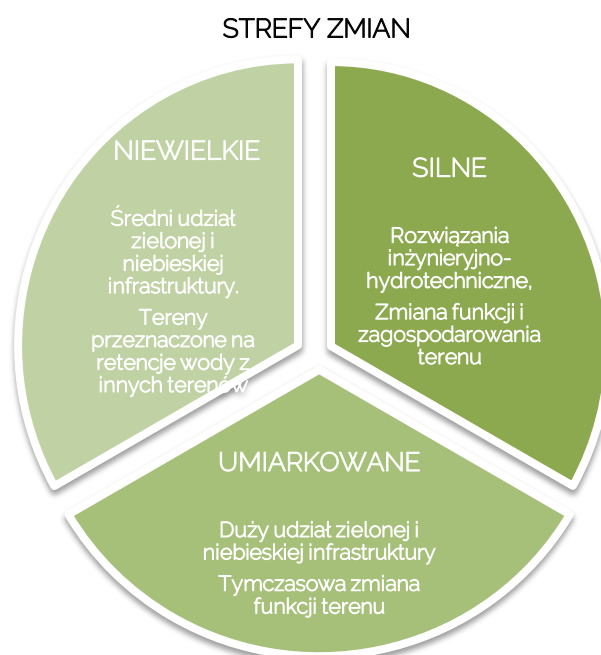 STREFY ZMIAN
NIEWIELKIE
Średni udział
zielonej i
niebieskiej
infrastruktury.
Tereny
przeznaczone na
retencje wody z
innych terenów
SILNE
Rozwiązania
inżynieryjno-
hydrotechniczne,
Zmiana funkcji i
zagospodarowania
terenu
UMIARKOWANE
Duży udział zielonej i
niebieskiej infrastruktury
Tymczasowa zmiana
funkcji terenu